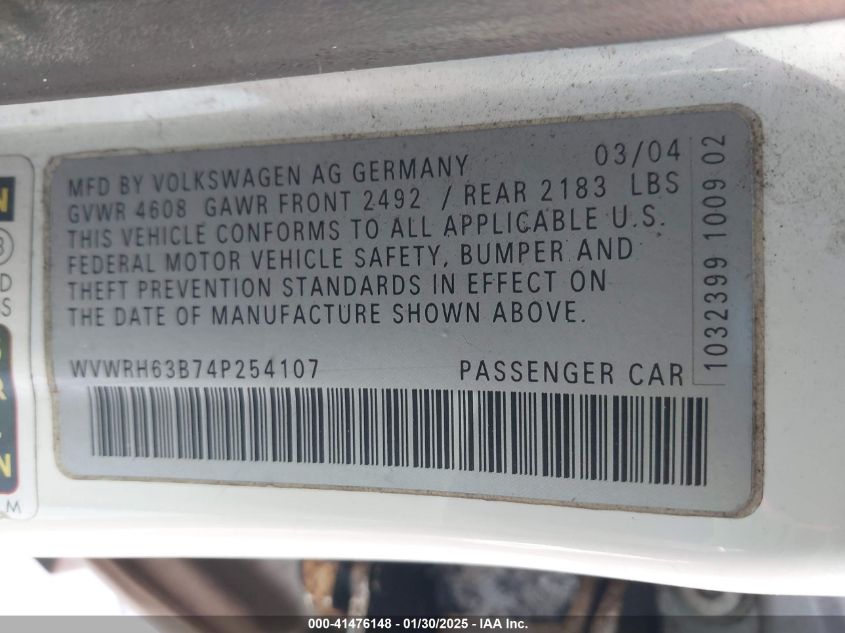 MFD BY VOLKSWAGEN AG GERMANY 03/04
GVWR 4608 GAWR FRONT 2492 / REAR 2183 LBS
THIS VEHICLE CONFORMS TO ALL APPLICABLE U.S.
FEDERAL MOTOR VEHICLE SAFETY, BUMPER AND
THEFT PREVENTION STANDARDS IN EFFECT ON
THE DATE OF MANUFACTURE SHOWN ABOVE.
WVWRH63B74P254107 PASSENGER CAR
1032399 1009 02
000-41476148 - 01/30/2025 - IAA Inc.